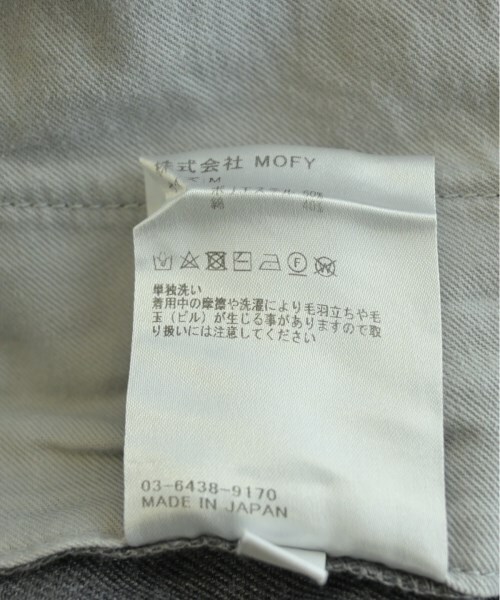 株式会社 MOFY
M
ポリエステル 60%
綿 40%
単独洗い
着用中の摩擦や洗濯により毛羽立ちや毛
玉（ピル）が生じる事がありますので取
り扱いには注意してください
03-6438-9170
MADE IN JAPAN